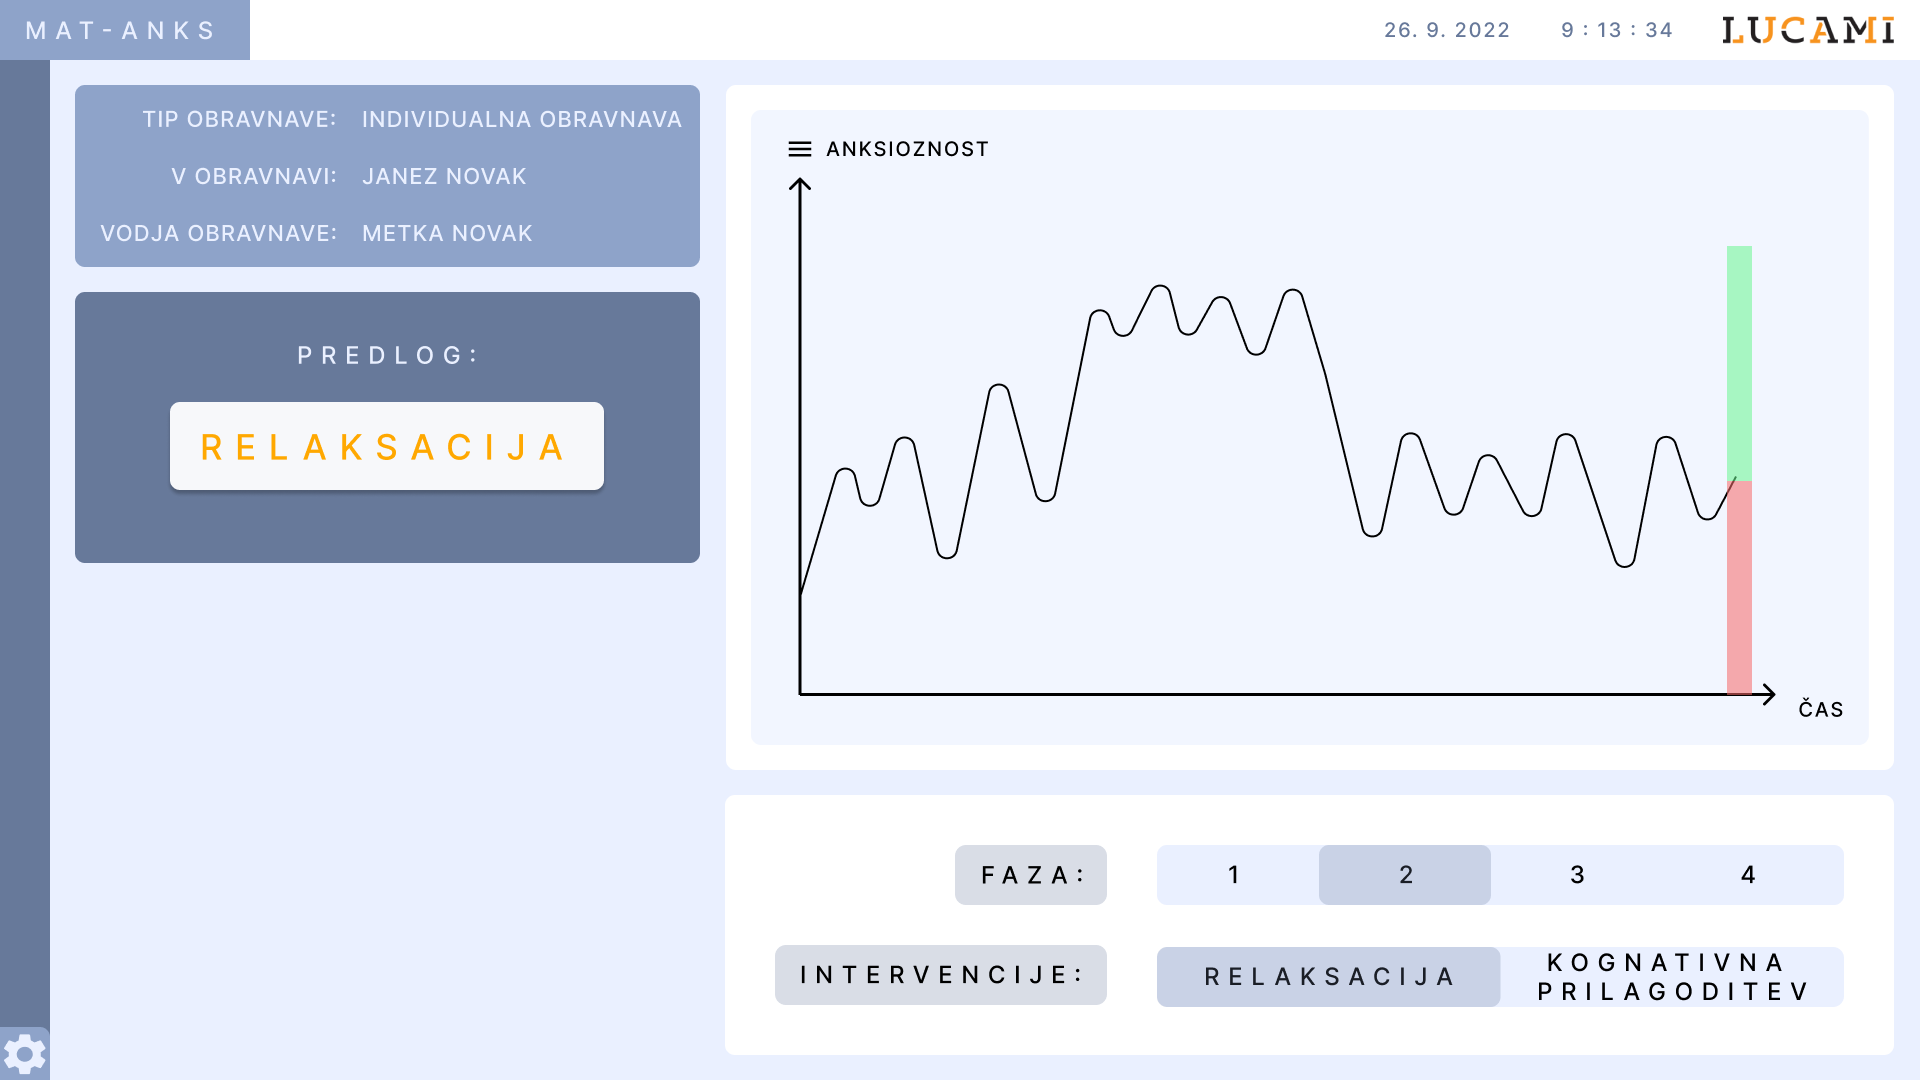 MAT-ANKS
26. 9. 2022 9 : 13 : 34 LUCAMI
TIP OBRAVNAVE: INDIVIDUALNA OBRAVNAVA
V OBRAVNAVI: JANEZ NOVAK
VODJA OBRAVNAVE: METKA NOVAK
PREDLOG:
RELAKSACIJA
ANKSIOZNOST
ČAS
FAZA: 1 2 3 4
INTERVENCIJE: RELAKSACIJA
KOGNATIVNA
PRILAGODITEV